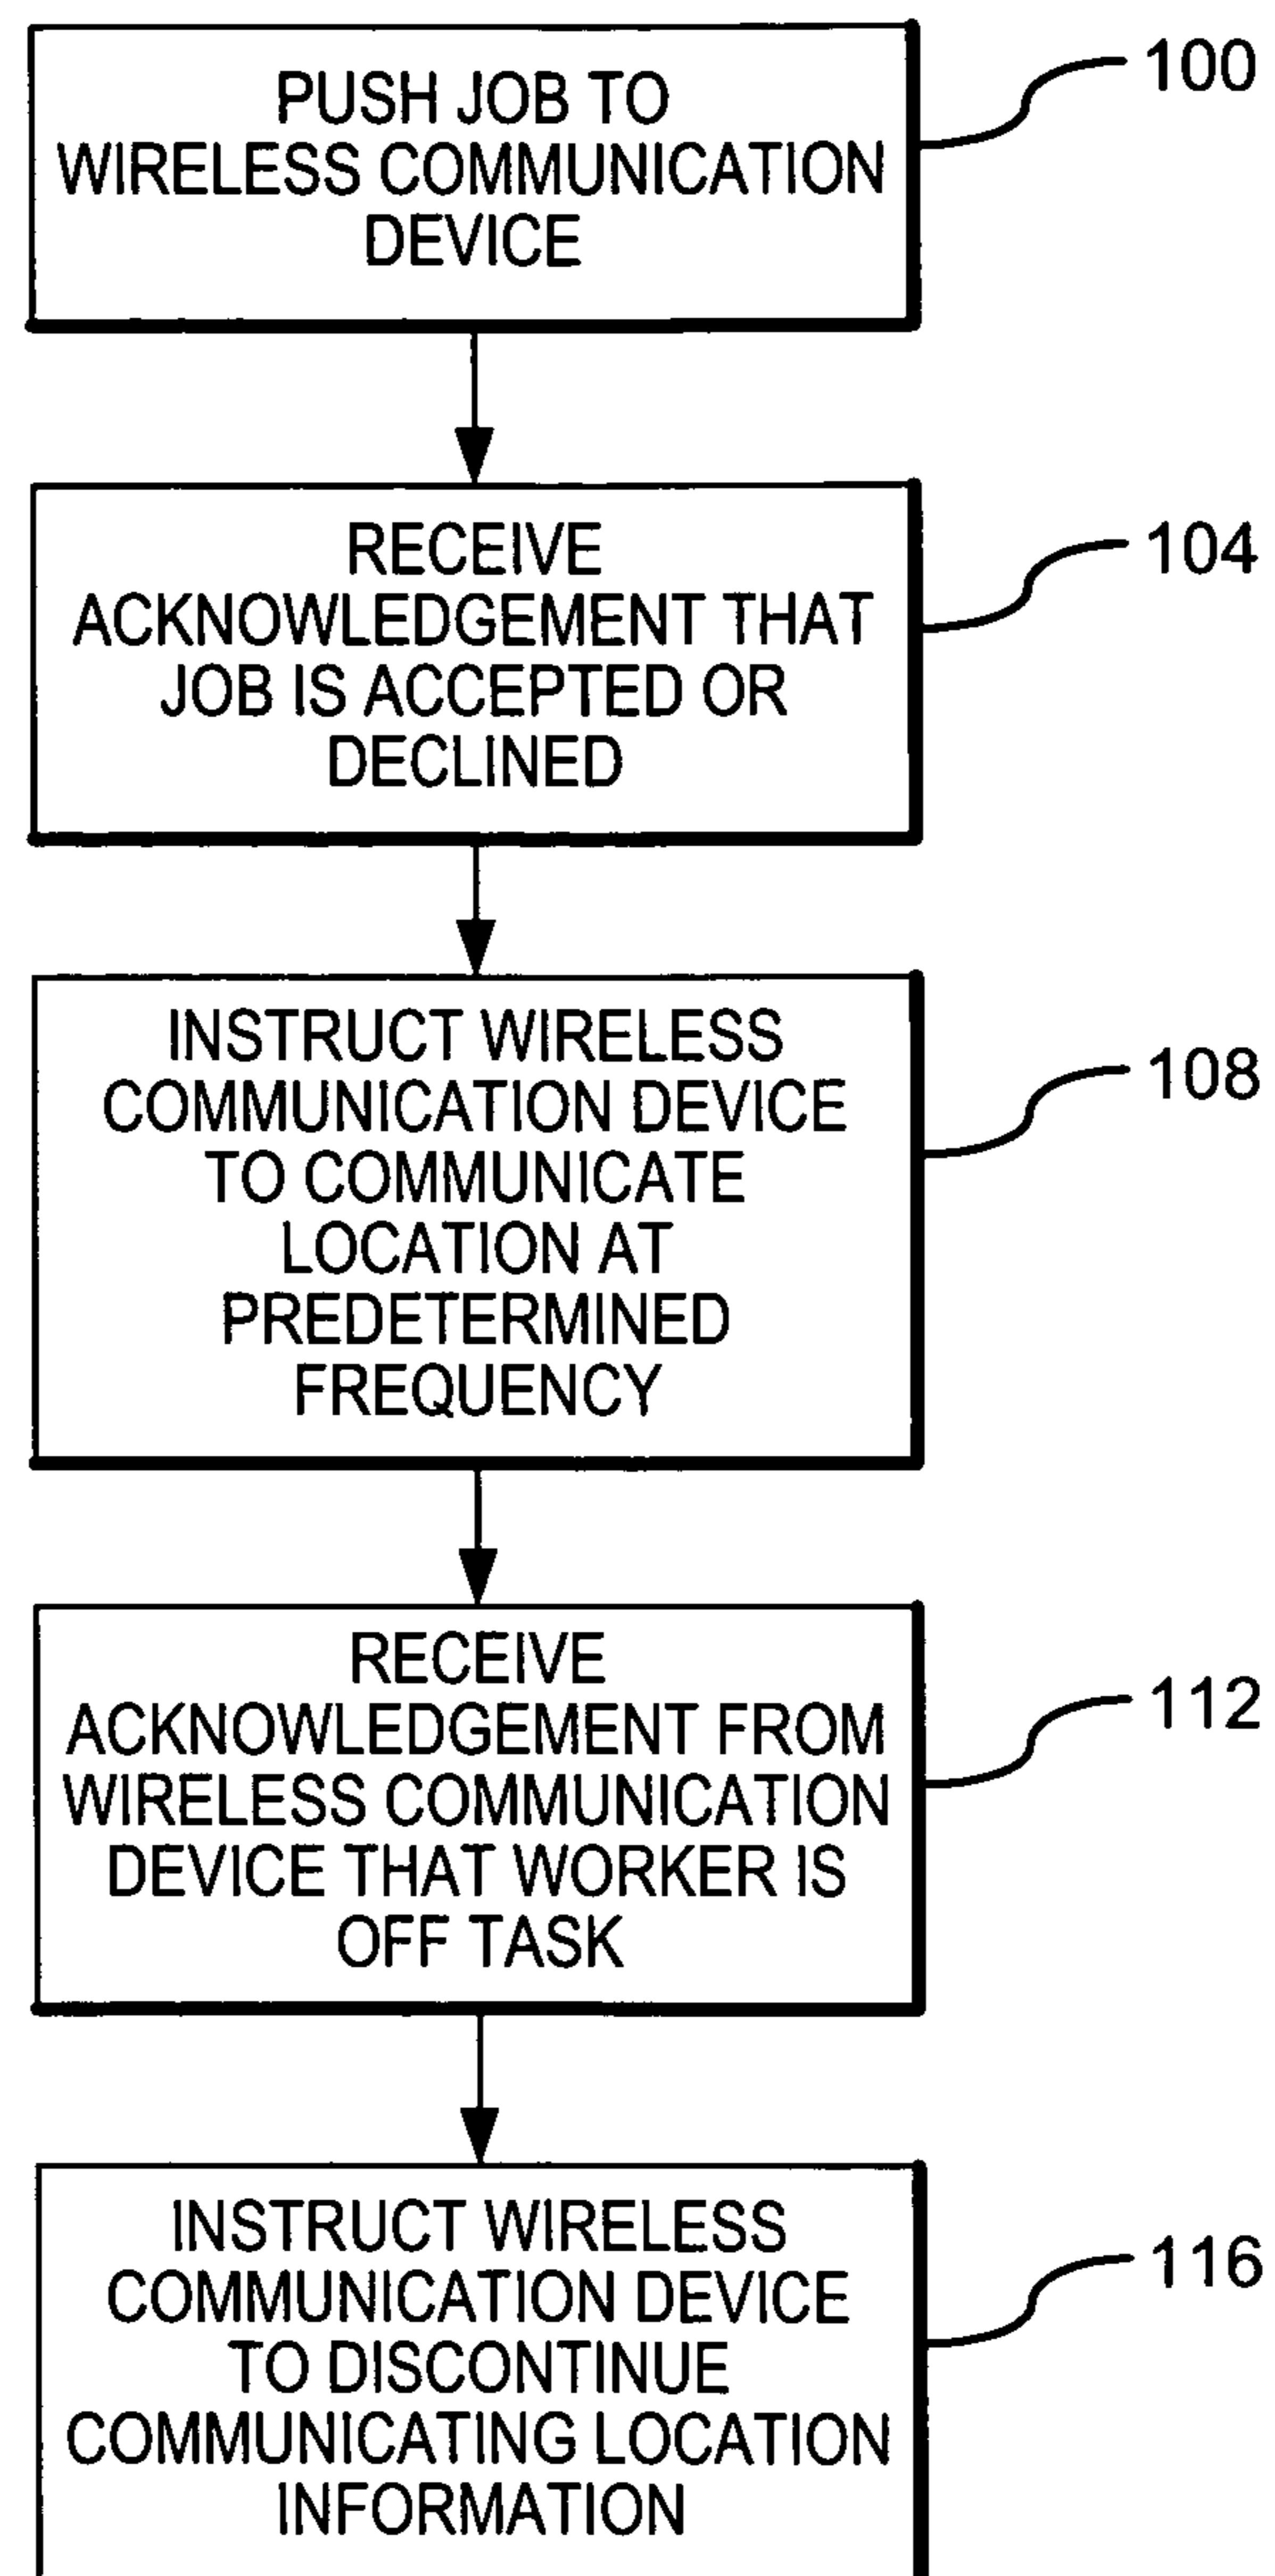 PUSH JOB TO
WIRELESS COMMUNICATION
DEVICE
100
RECEIVE
ACKNOWLEDGEMENT THAT
JOB IS ACCEPTED OR
DECLINED
104
INSTRUCT WIRELESS
COMMUNICATION DEVICE
TO COMMUNICATE
LOCATION AT
PREDETERMINED
FREQUENCY
108
RECEIVE
ACKNOWLEDGEMENT FROM
WIRELESS COMMUNICATION
DEVICE THAT WORKER IS
OFF TASK
112
INSTRUCT WIRELESS
COMMUNICATION DEVICE
TO DISCONTINUE
COMMUNICATING LOCATION
INFORMATION
116